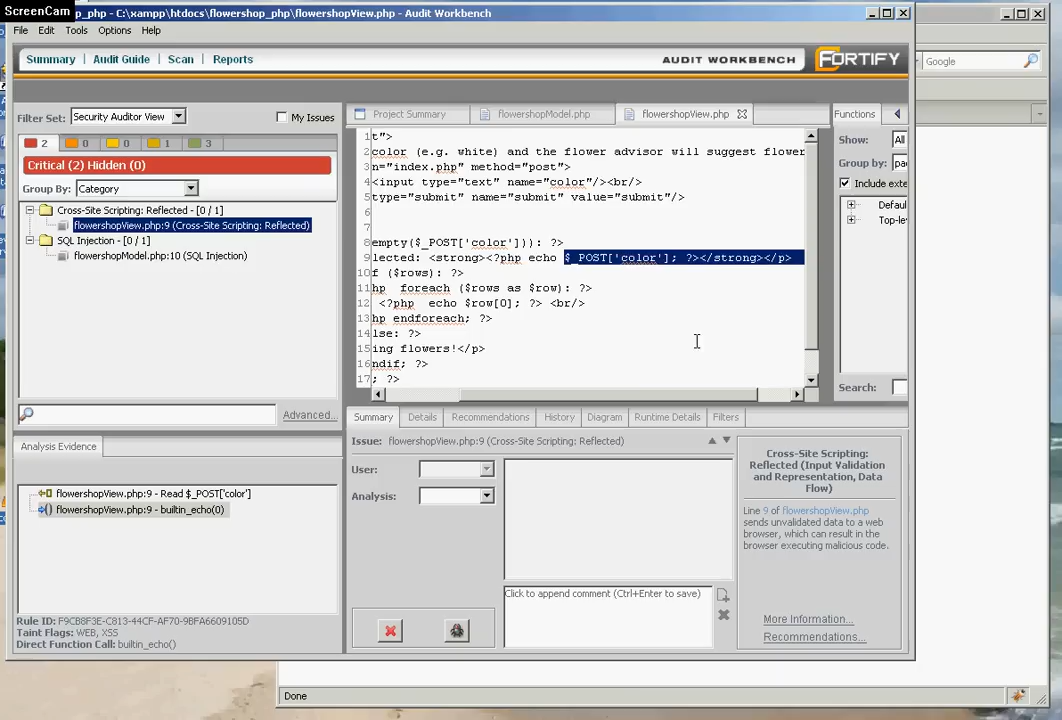 ScreenCam
_p_php - C:\xampp\htdocs\flowershop_php\flowershopView.php - Audit Workbench
File Edit Tools Options Help
Summary Audit Guide Scan Reports
AUDIT WORKBENCH FORTIFY
Google
Filter Set: Security Auditor View My Issues
2 0 0 1 3
Critical (2) Hidden (0)
Group By: Category
Cross-Site Scripting: Reflected - [0 / 1]
flowershopView.php:9 (Cross-Site Scripting: Reflected)
SQL Injection - [0 / 1]
flowershopModel.php:10 (SQL Injection)
Advanced...
Analysis Evidence
flowershopView.php:9 - Read $_POST['color']
flowershopView.php:9 - builtin_echo(0)
Rule ID: F9CB8F3E-C813-44CF-AF70-9BFA6609105D
Taint Flags: WEB, XSS
Direct Function Call: builtin_echo()
Project Summary flowershopModel.php flowershopView.php
1 t">
2 color (e.g. white) and the flower advisor will suggest flower
3 n="index.php" method="post">
4 <input type="text" name="color"/><br/>
5 type="submit" name="submit" value="submit"/>
6
7
8 empty($_POST['color'])): ?>
9 lected: <strong><?php echo $_POST['color']; ?></strong></p>
10 f ($rows): ?>
11 hp foreach ($rows as $row): ?>
12 <?php echo $row[0]; ?> <br/>
13 hp endforeach; ?>
14 lse: ?>
15 ing flowers!</p>
16 ndif; ?>
17 ; ?>
Functions
Show: All
Group by: pa
Include exte
Defaul
Top-lev
Search:
Summary Details Recommendations History Diagram Runtime Details Filters
Issue: flowershopView.php:9 (Cross-Site Scripting: Reflected)
User:
Analysis:
Click to append comment (Ctrl+Enter to save)
Cross-Site Scripting:
Reflected (Input Validation
and Representation, Data
Flow)
Line 9 of flowershopView.php
sends unvalidated data to a web
browser, which can result in the
browser executing malicious code.
More Information...
Recommendations...
Done